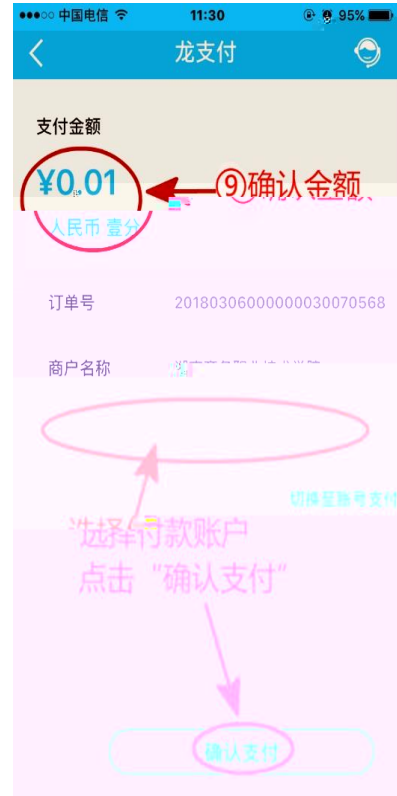 中国电信 11:30 95%
龙支付
支付金额
¥0.01
⑨确认金额
人民币 壹分
订单号 20180306000000030070568
商户名称
切换至账号支付
选择付款账户
点击“确认支付”
确认支付